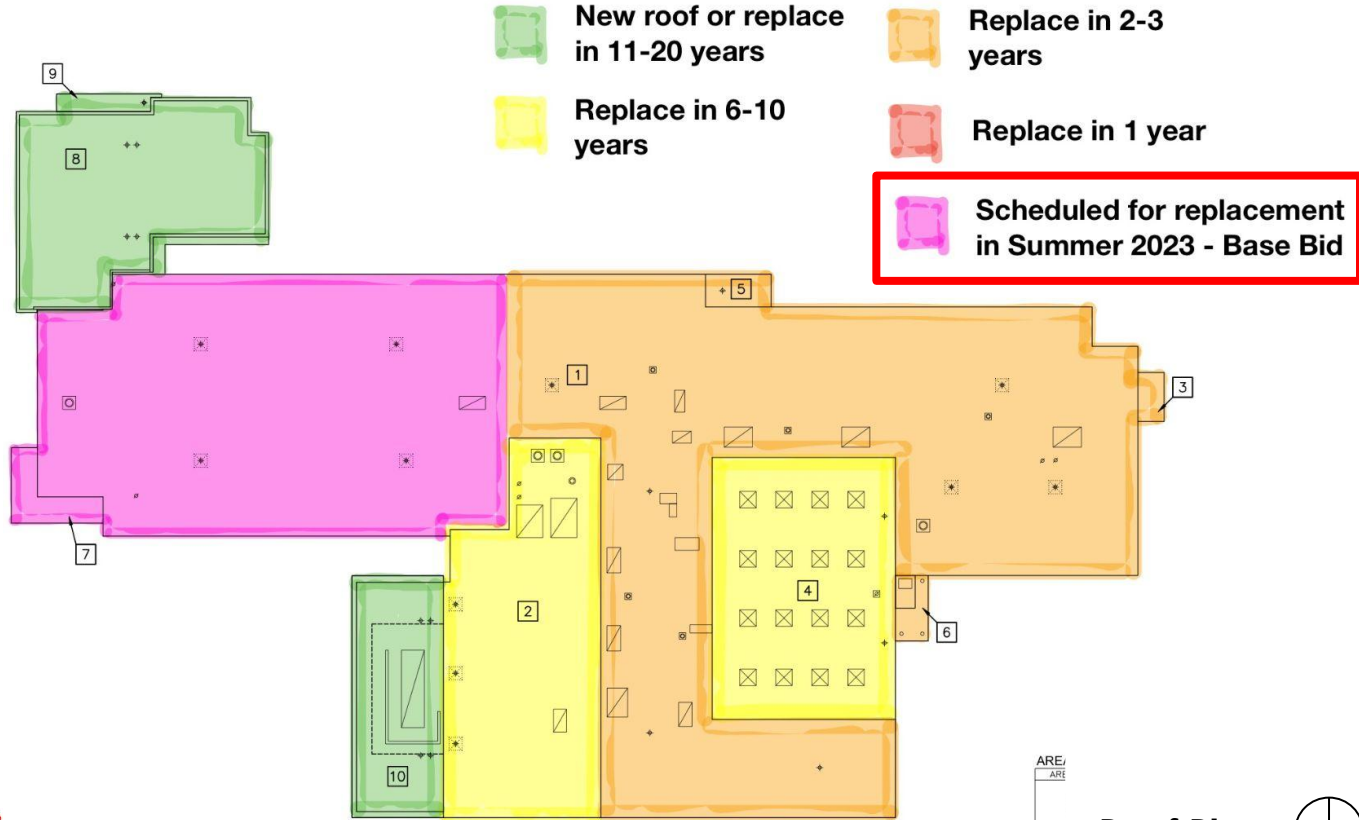 New roof or replace
in 11-20 years
Replace in 2-3
years
Replace in 6-10
years
Replace in 1 year
Scheduled for replacement
in Summer 2023 - Base Bid
9
8
5
1
3
7
2
4
6
10